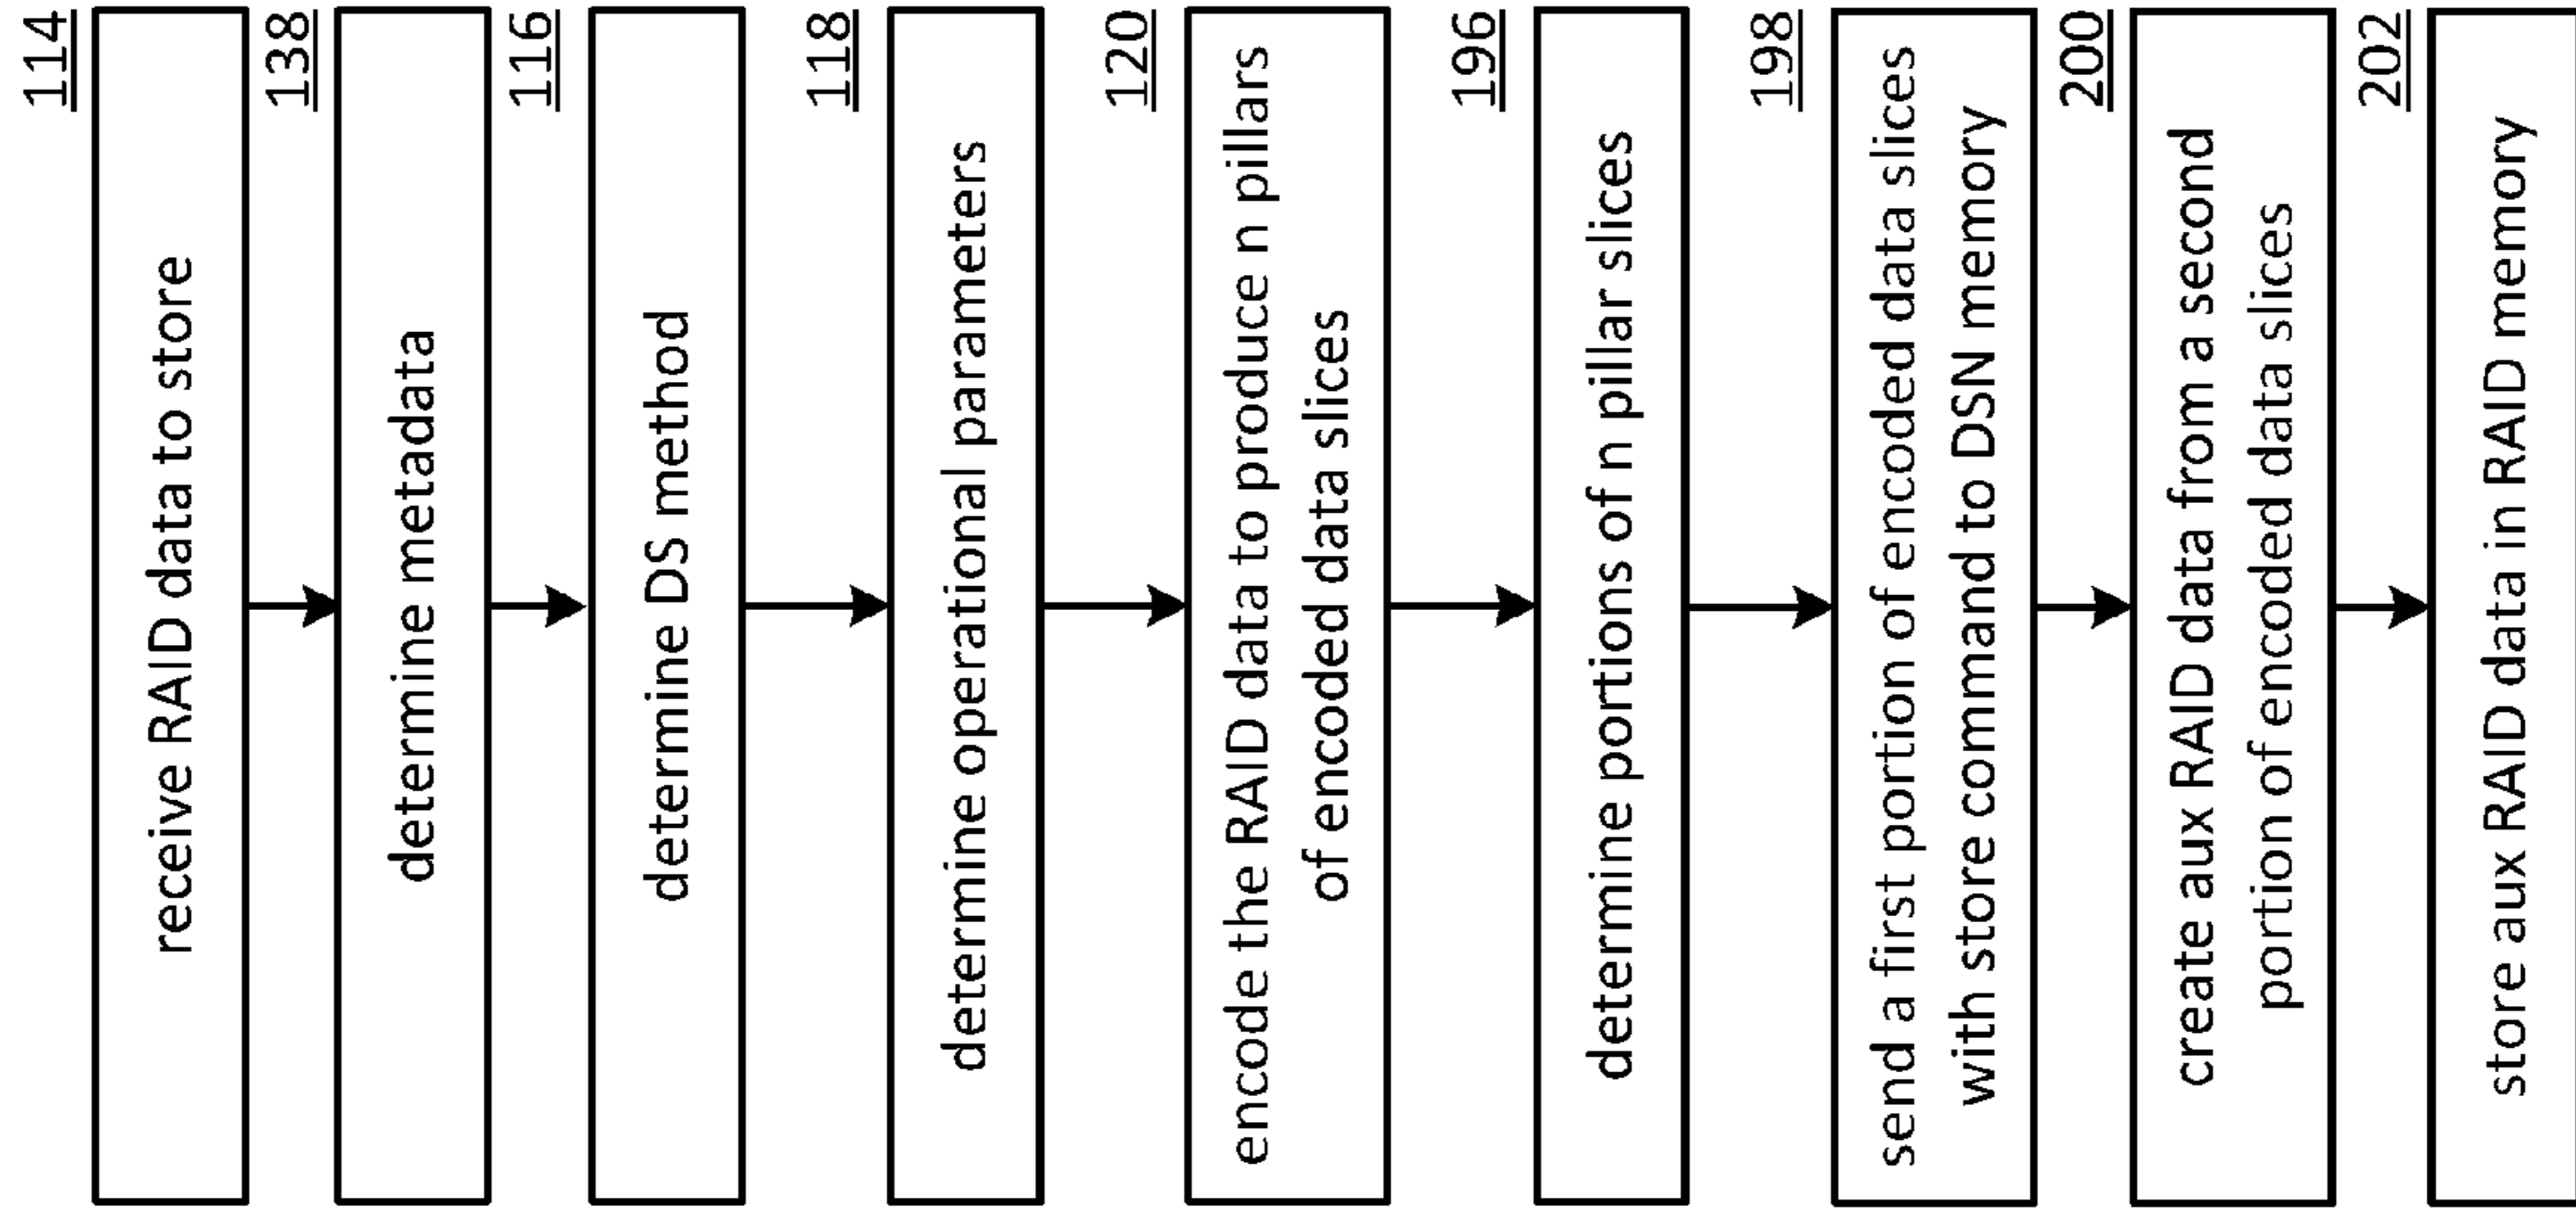 114
receive RAID data to store
138
determine metadata
116
determine DS method
118
determine operational parameters
120
encode the RAID data to produce n pillars
of encoded data slices
196
determine portions of n pillar slices
198
send a first portion of encoded data slices
with store command to DSN memory
200
create aux RAID data from a second
portion of encoded data slices
202
store aux RAID data in RAID memory